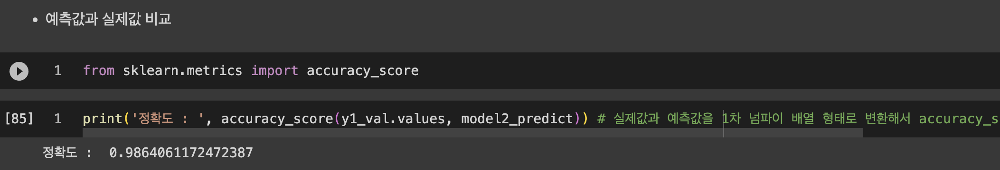 • 예측값과 실제값 비교
1 from sklearn.metrics import accuracy_score
[85] 1 print('정확도 : ', accuracy_score(y1_val.values, model2_predict)) # 실제값과 예측값을 1차 넘파이 배열 형태로 변환해서 accuracy_s
정확도 :  0.9864061172472387